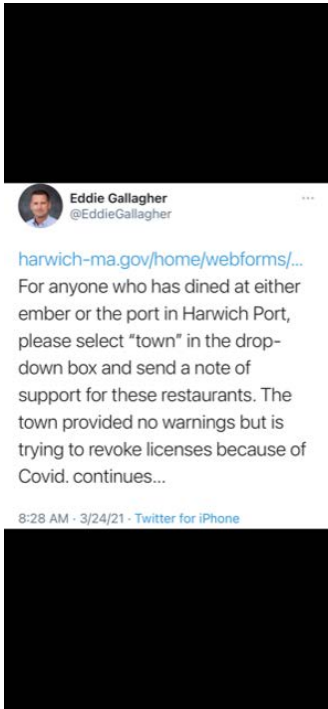 Eddie Gallagher
@EddieGallagher
harwich-ma.gov/home/webforms/...
For anyone who has dined at either
ember or the port in Harwich Port,
please select “town” in the drop-
down box and send a note of
support for these restaurants. The
town provided no warnings but is
trying to revoke licenses because of
Covid. continues...
8:28 AM · 3/24/21 · Twitter for iPhone